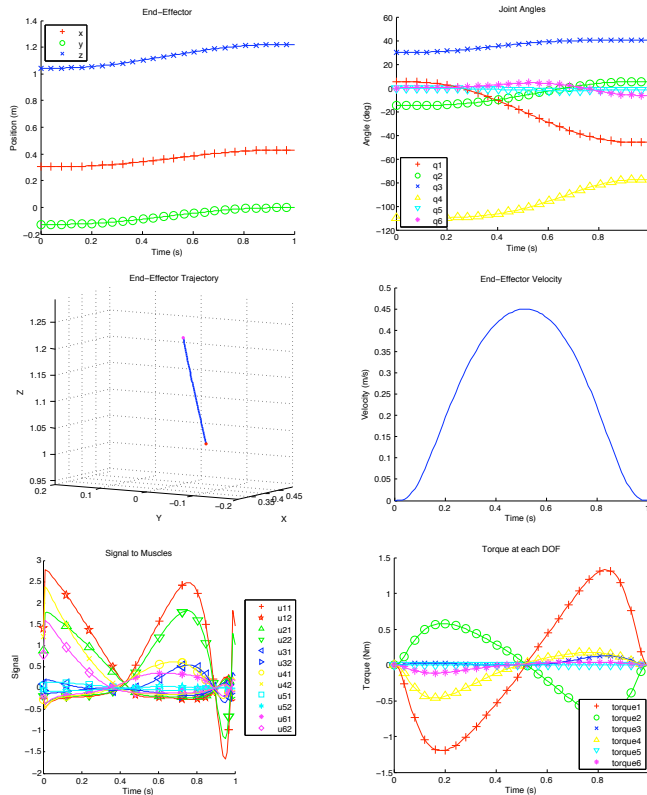 End-Effector
x
y
z
Position (m)
1.4
1.2
1
0.8
0.6
0.4
0.2
0
-0.2
0 0.2 0.4 0.6 0.8 1
Time (s)
Joint Angles
Angle (deg)
60
40
20
0
-20
-40
-60
-80
-100
-120
q1
q2
q3
q4
q5
q6
0 0.2 0.4 0.6 0.8
Time (s)
End-Effector Trajectory
Z
1.25
1.2
1.15
1.1
1.05
1
0.95
0.2 0.1 -0.1 -0.2
Y
0.35 0.4 0.45
X
End-Effector Velocity
Velocity (m/s)
0.5
0.45
0.4
0.35
0.3
0.25
0.2
0.15
0.1
0.05
0
0 0.2 0.4 0.6 0.8 1
Time (s)
Signal to Muscles
Signal
3
2.5
2
1.5
1
0.5
0
-0.5
-1
-1.5
-2
0 0.2 0.4 0.6 0.8 1
Time (s)
u11
u12
u21
u22
u31
u32
u41
u42
u51
u52
u61
u62
Torque at each DOF
Torque (Nm)
1.5
1
0.5
0
-0.5
-1
-1.5
0 0.2 0.4 0.6
Time (s)
torque1
torque2
torque3
torque4
torque5
torque6